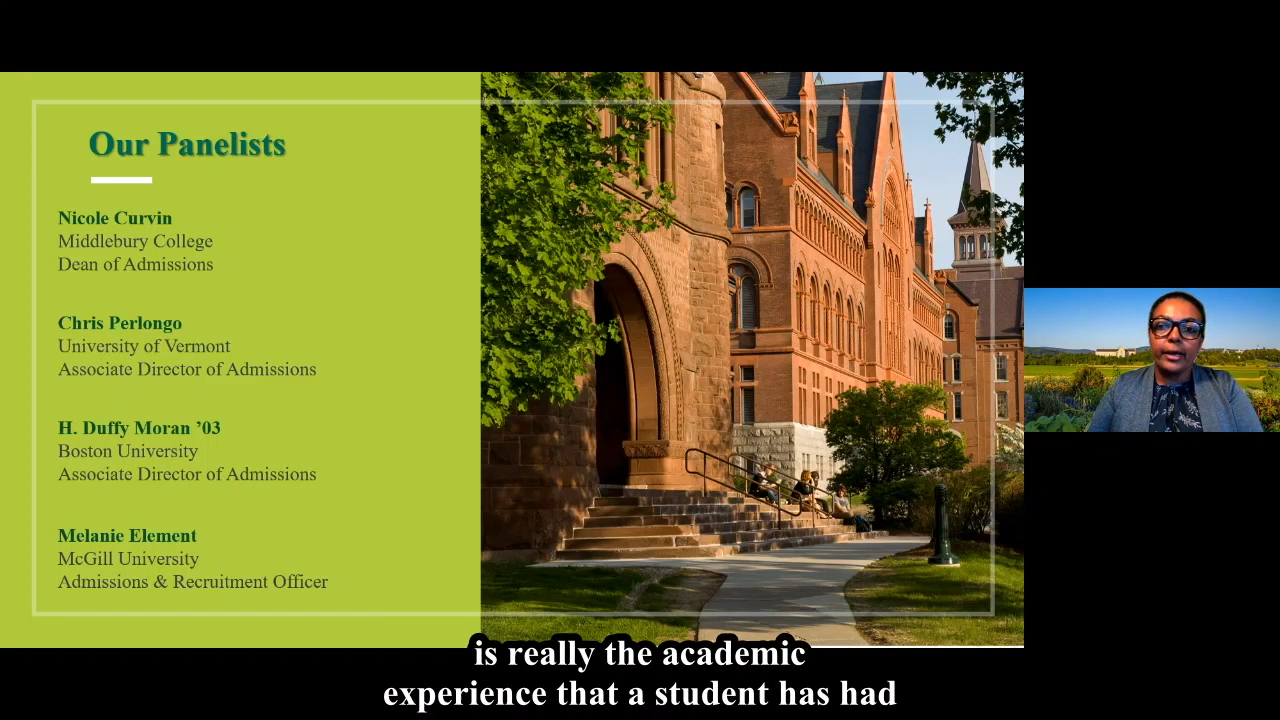 Our Panelists
Nicole Curvin
Middlebury College
Dean of Admissions
Chris Perlongo
University of Vermont
Associate Director of Admissions
H. Duffy Moran ’03
Boston University
Associate Director of Admissions
Melanie Element
McGill University
Admissions & Recruitment Officer
is really the academic
experience that a student has had